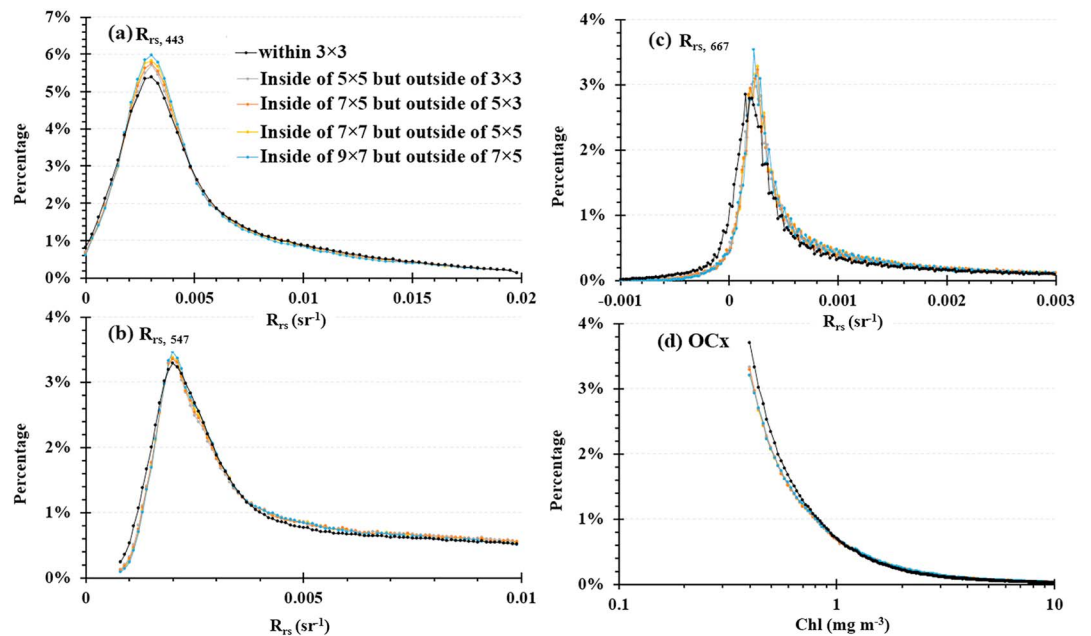 (a) Rrs, 443
within 3×3
Inside of 5×5 but outside of 3×3
Inside of 7×5 but outside of 5×3
Inside of 7×7 but outside of 5×5
Inside of 9×7 but outside of 7×5
7%
6%
5%
4%
3%
2%
1%
0%
Percentage
0
0.005
0.01
0.015
0.02
Rrs (sr-1)
(c) Rrs, 667
4%
3%
2%
1%
0%
Percentage
-0.001
0
0.001
0.002
0.003
Rrs (sr-1)
(b) Rrs, 547
4%
3%
2%
1%
0%
Percentage
0
0.005
0.01
Rrs (sr-1)
(d) OCx
4%
3%
2%
1%
0%
Percentage
0.1
1
10
Chl (mg m-3)